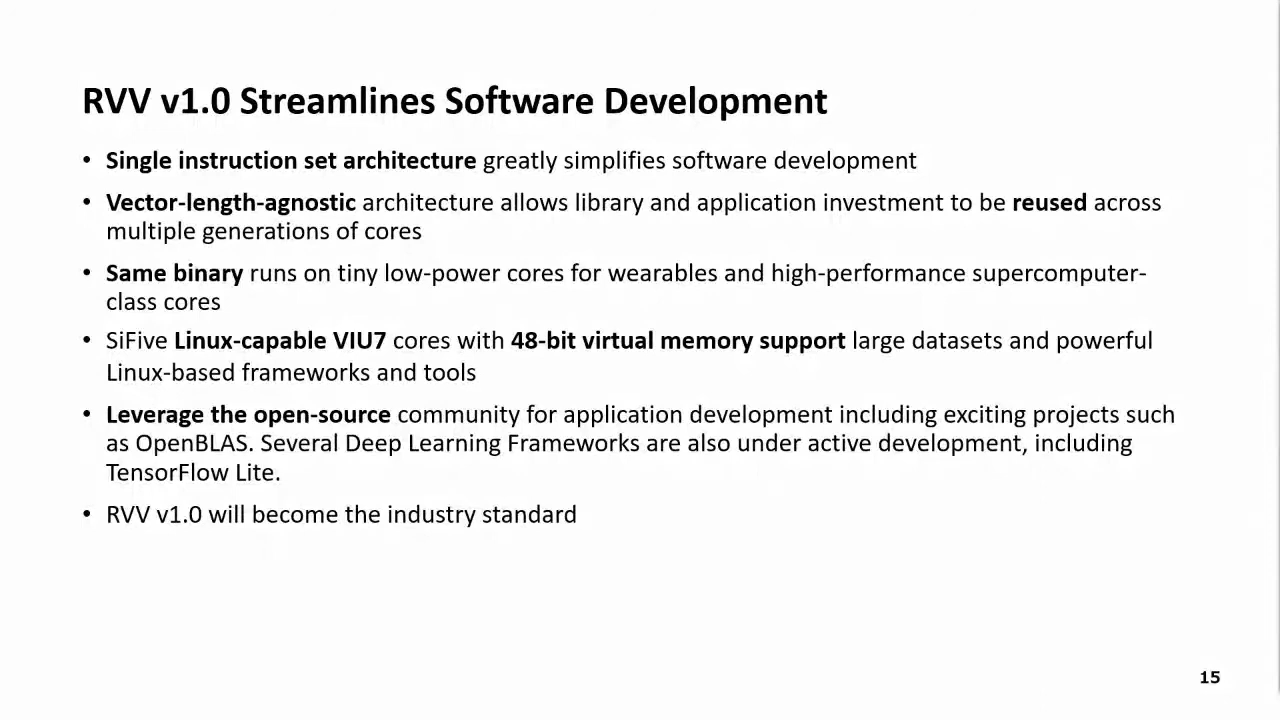 RVV v1.0 Streamlines Software Development
• Single instruction set architecture greatly simplifies software development
• Vector-length-agnostic architecture allows library and application investment to be reused across
multiple generations of cores
• Same binary runs on tiny low-power cores for wearables and high-performance supercomputer-
class cores
• SiFive Linux-capable VIU7 cores with 48-bit virtual memory support large datasets and powerful
Linux-based frameworks and tools
• Leverage the open-source community for application development including exciting projects such
as OpenBLAS. Several Deep Learning Frameworks are also under active development, including
TensorFlow Lite.
• RVV v1.0 will become the industry standard
15